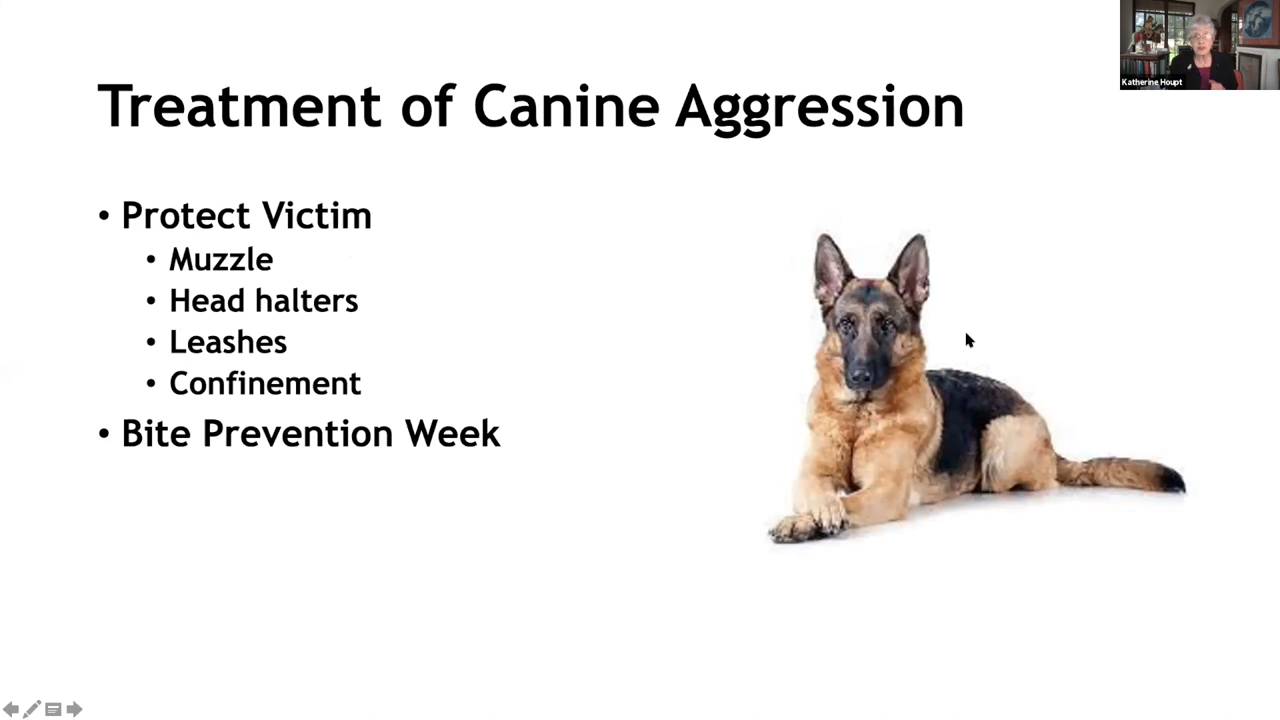 Katherine Houpt
Treatment of Canine Aggression
• Protect Victim
• Muzzle
• Head halters
• Leashes
• Confinement
• Bite Prevention Week